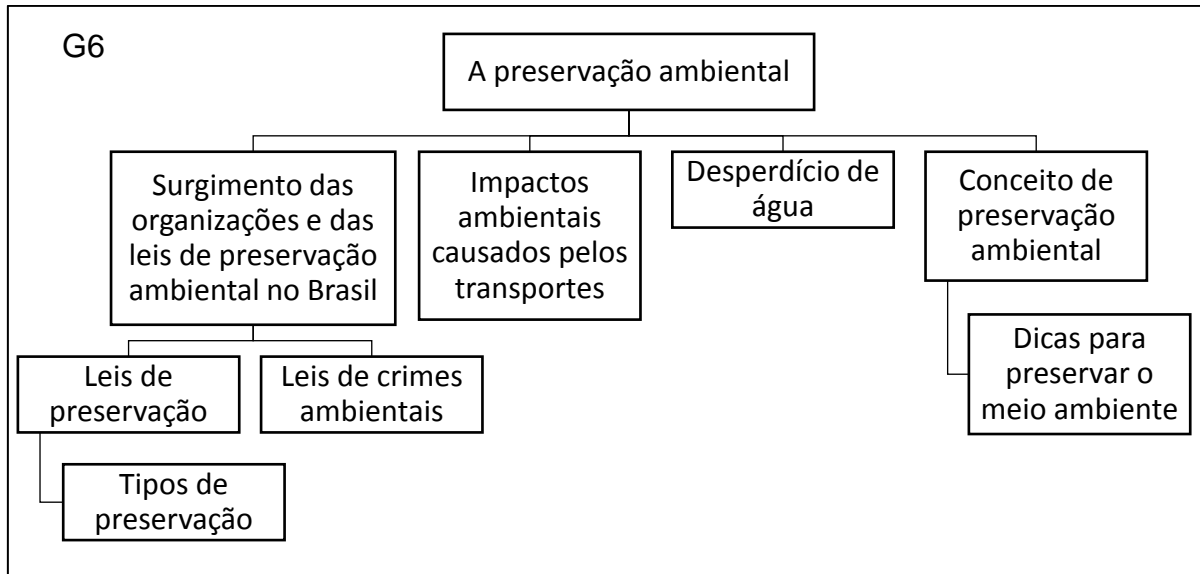 G6
A preservação ambiental
Surgimento das
organizações e das
leis de preservação
ambiental no Brasil
Impactos
ambientais
causados pelos
transportes
Desperdício de
água
Conceito de
preservação
ambiental
Leis de
preservação
Leis de crimes
ambientais
Dicas para
preservar o
meio ambiente
Tipos de
preservação